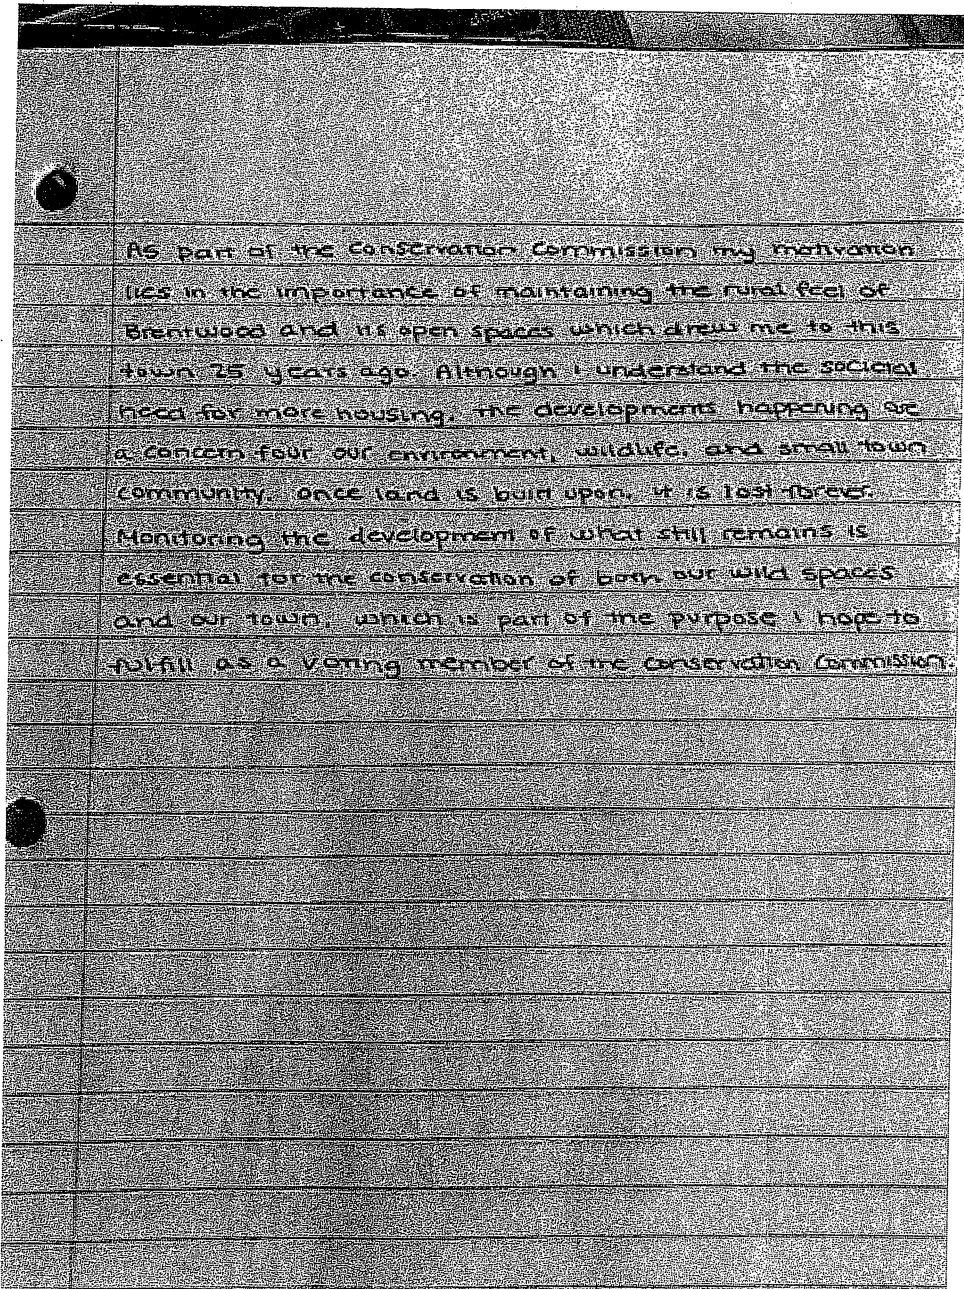 As part of the Conservation Commission my motivation
lies in the importance of maintaining the rural feel of
Brentwood and its open spaces which drew me to this
town 25 years ago. Although I understand the societal
need for more housing, the developments happening are
a concern four our environment, wildlife, and small town
community. Once land is built upon, it is lost forever.
Monitoring the development of what still remains is
essential for the conservation of both our wild spaces
and our town, which is part of the purpose I hope to
fulfill as a voting member of the Conservation Commission.